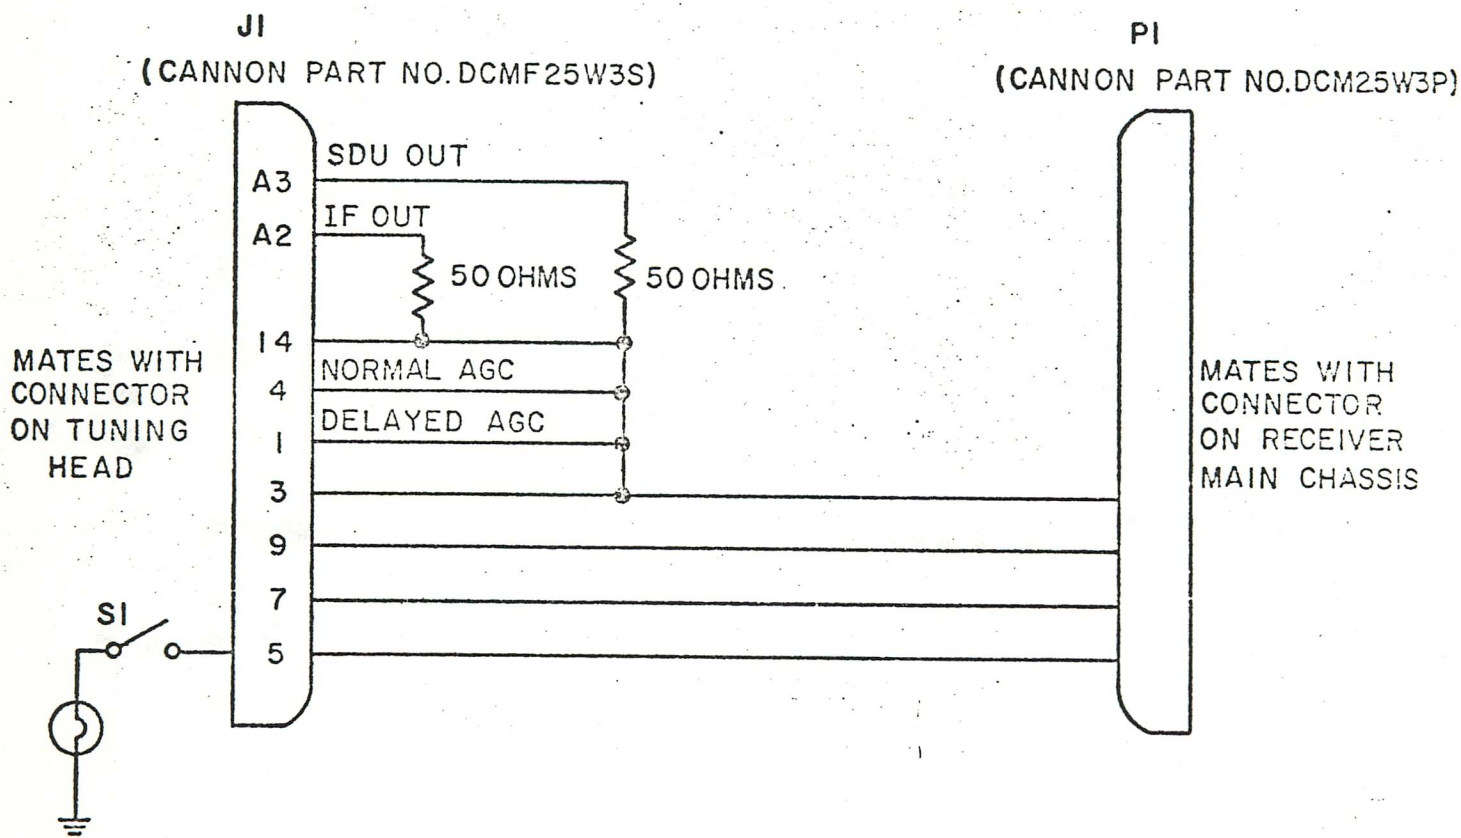 J1
(CANNON PART NO. DCMF25W3S)
P1
(CANNON PART NO. DCM25W3P)
A3
SDU OUT
A2
IF OUT
50 OHMS
50 OHMS
14
4
NORMAL AGC
1
DELAYED AGC
3
9
7
5
MATES WITH
CONNECTOR
ON TUNING
HEAD
MATES WITH
CONNECTOR
ON RECEIVER
MAIN CHASSIS
S1